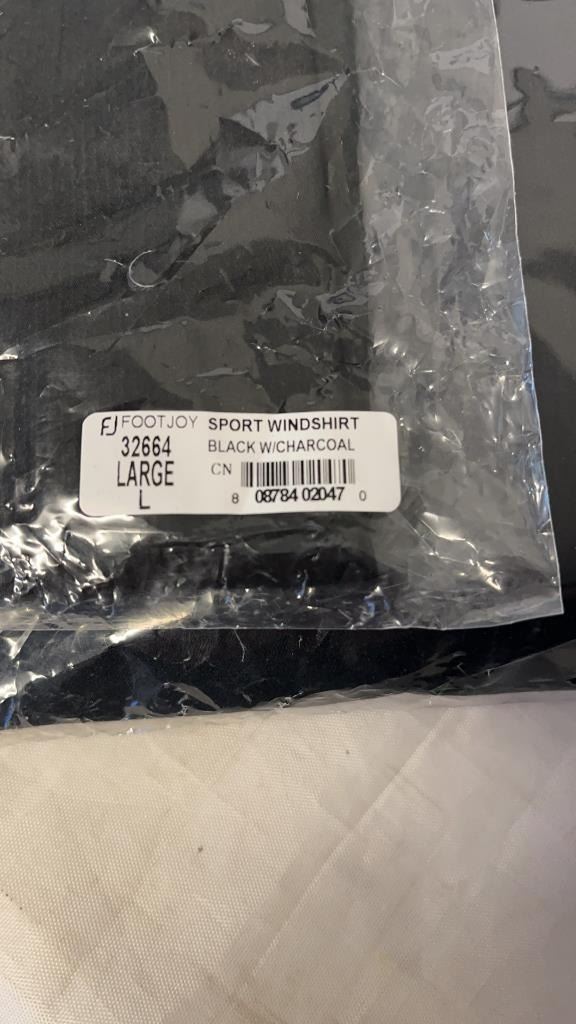 FJ FOOTJOY SPORT WINDSHIRT
32664 BLACK W/CHARCOAL
LARGE CN
L 8 08784 02047 0